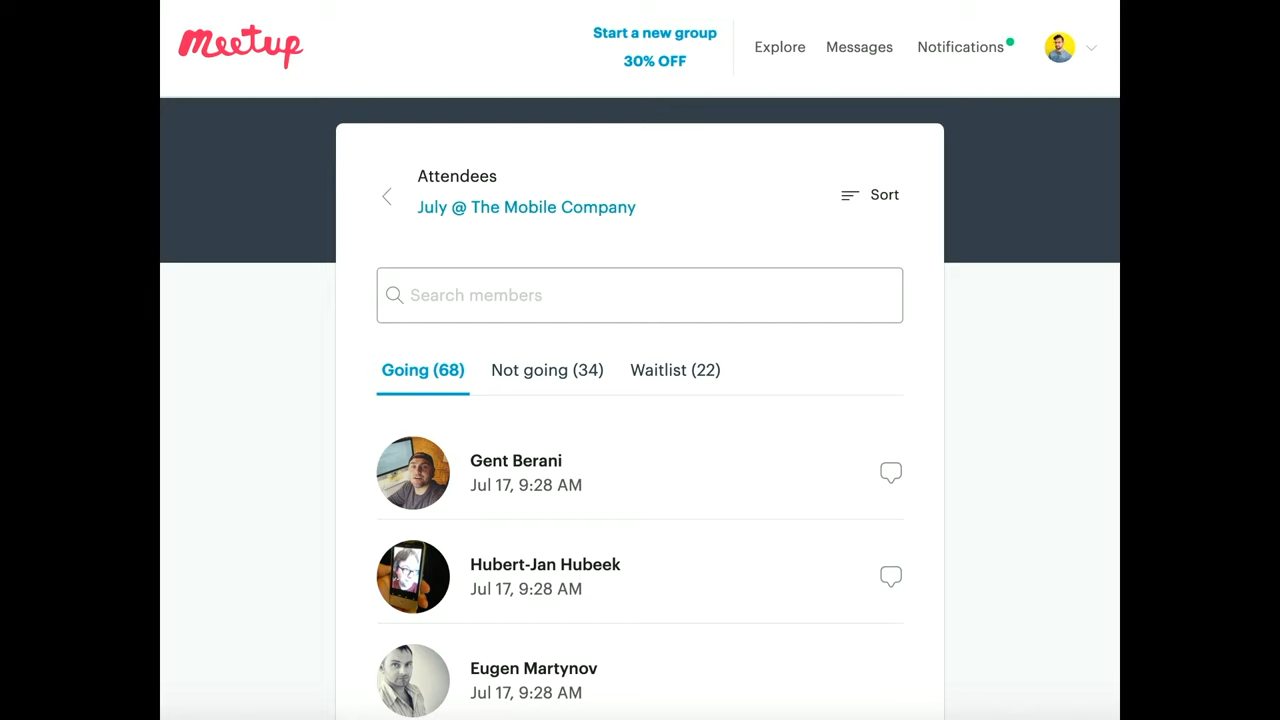 Meetup
Start a new group
30% OFF
Explore
Messages
Notifications
Attendees
July @ The Mobile Company
Sort
Search members
Going (68)
Not going (34)
Waitlist (22)
Gent Berani
Jul 17, 9:28 AM
Hubert-Jan Hubeek
Jul 17, 9:28 AM
Eugen Martynov
Jul 17, 9:28 AM